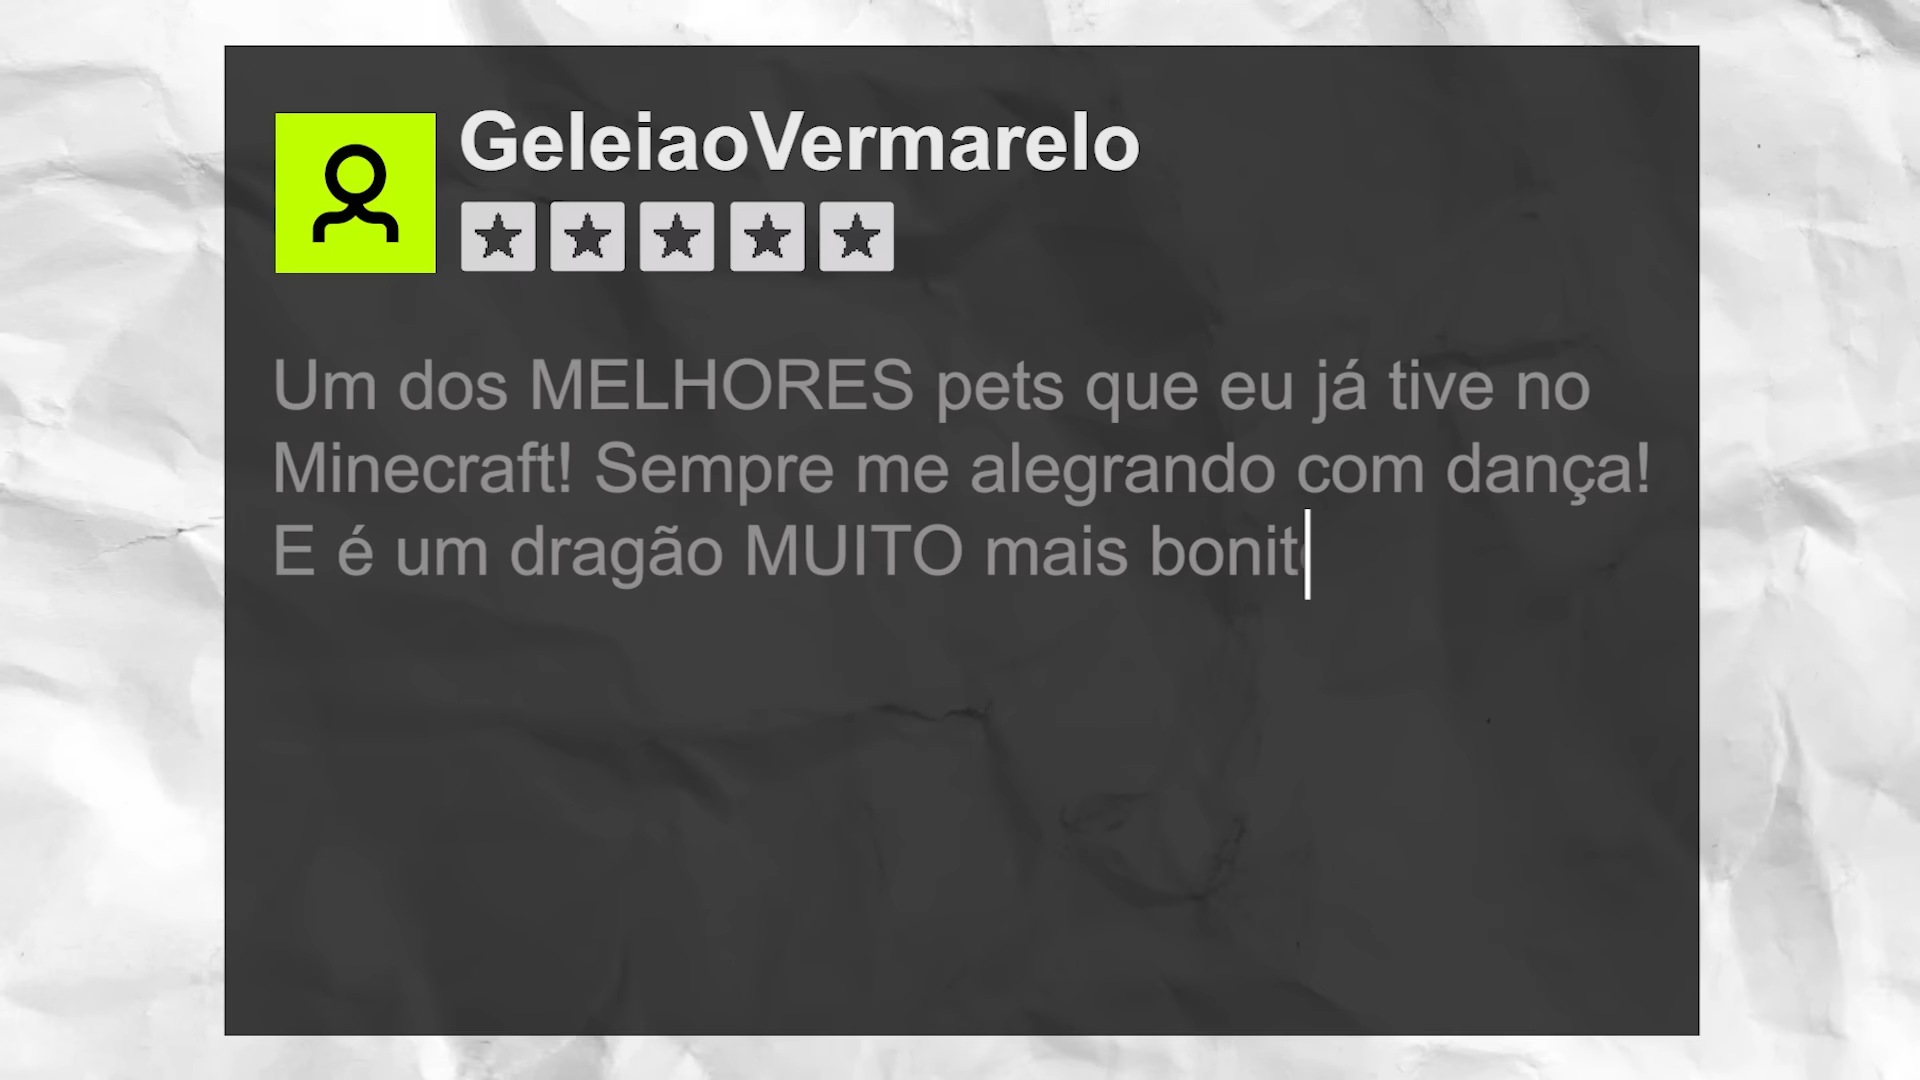 GeleiaoVermarelo
Um dos MELHORES pets que eu já tive no
Minecraft! Sempre me alegrando com dança!
E é um dragão MUITO mais bonit